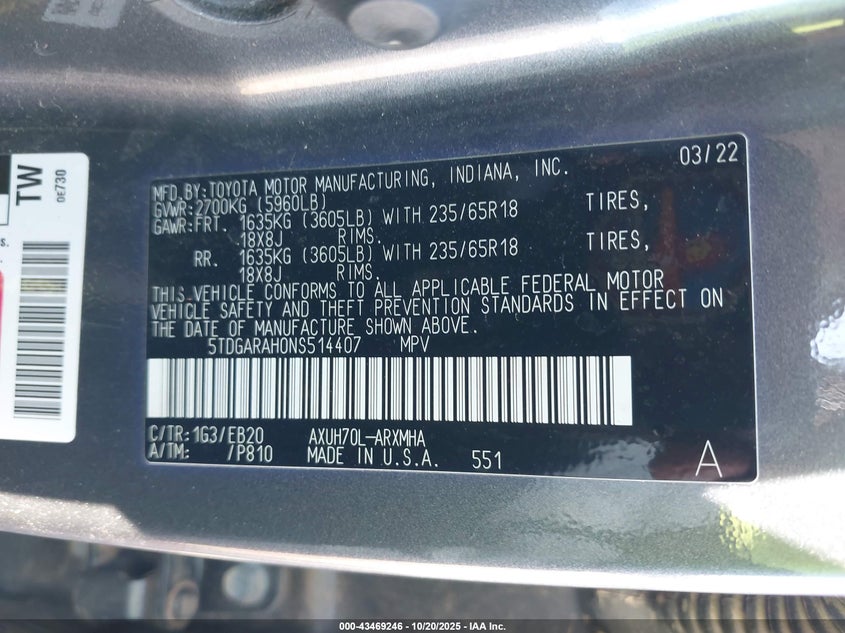 TW
0E730
s.
03/22
MFD.BY:TOYOTA MOTOR MANUFACTURING, INDIANA, INC.
GVWR:2700KG (5960LB)
GAWR:FRT. 1635KG (3605LB) WITH 235/65R18 TIRES,
18X8J RIMS.
RR. 1635KG (3605LB) WITH 235/65R18 TIRES,
18X8J RIMS.
THIS VEHICLE CONFORMS TO ALL APPLICABLE FEDERAL MOTOR
VEHICLE SAFETY AND THEFT PREVENTION STANDARDS IN EFFECT ON
THE DATE OF MANUFACTURE SHOWN ABOVE.
5TDGARAH0NS514407 MPV
C/TR:1G3/EB20 AXUH70L-ARXMHA
A/TM: /P810 MADE IN U.S.A. 551
A
000-43469246 - 10/20/2025 - IAA Inc.